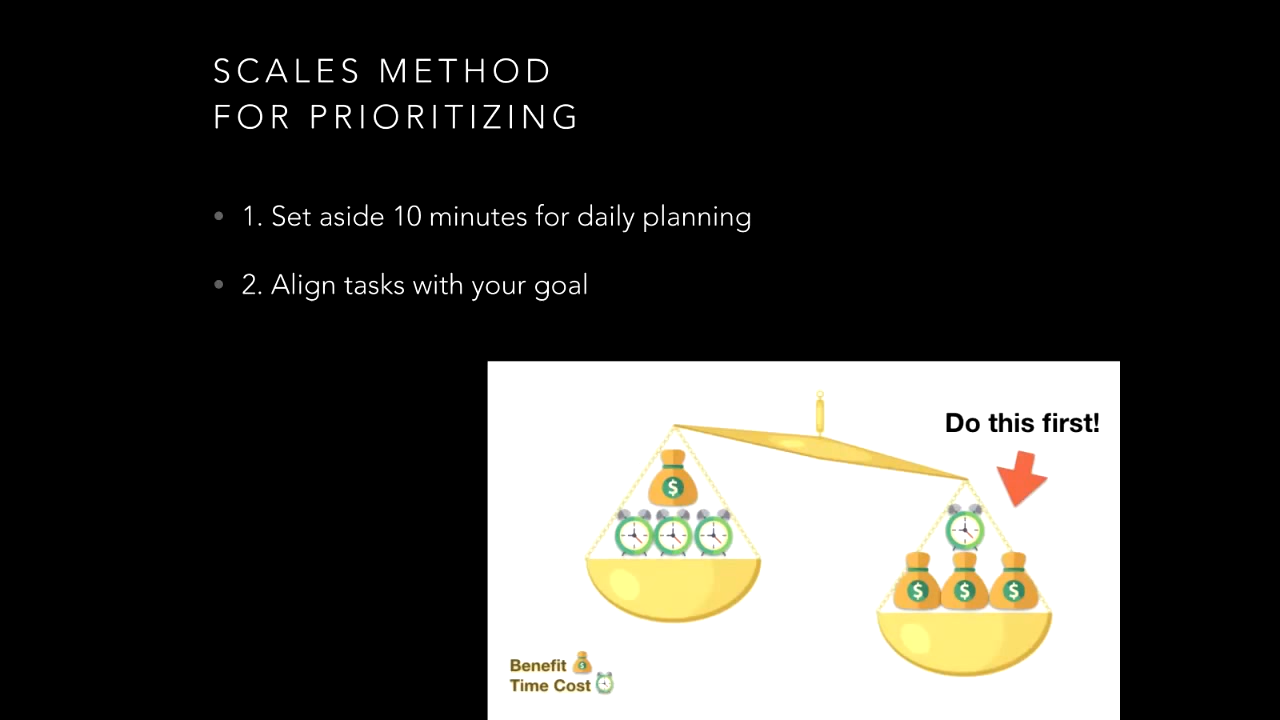 SCALES METHOD
FOR PRIORITIZING
• 1. Set aside 10 minutes for daily planning
• 2. Align tasks with your goal
Do this first!
$
$ $ $
Benefit $
Time Cost